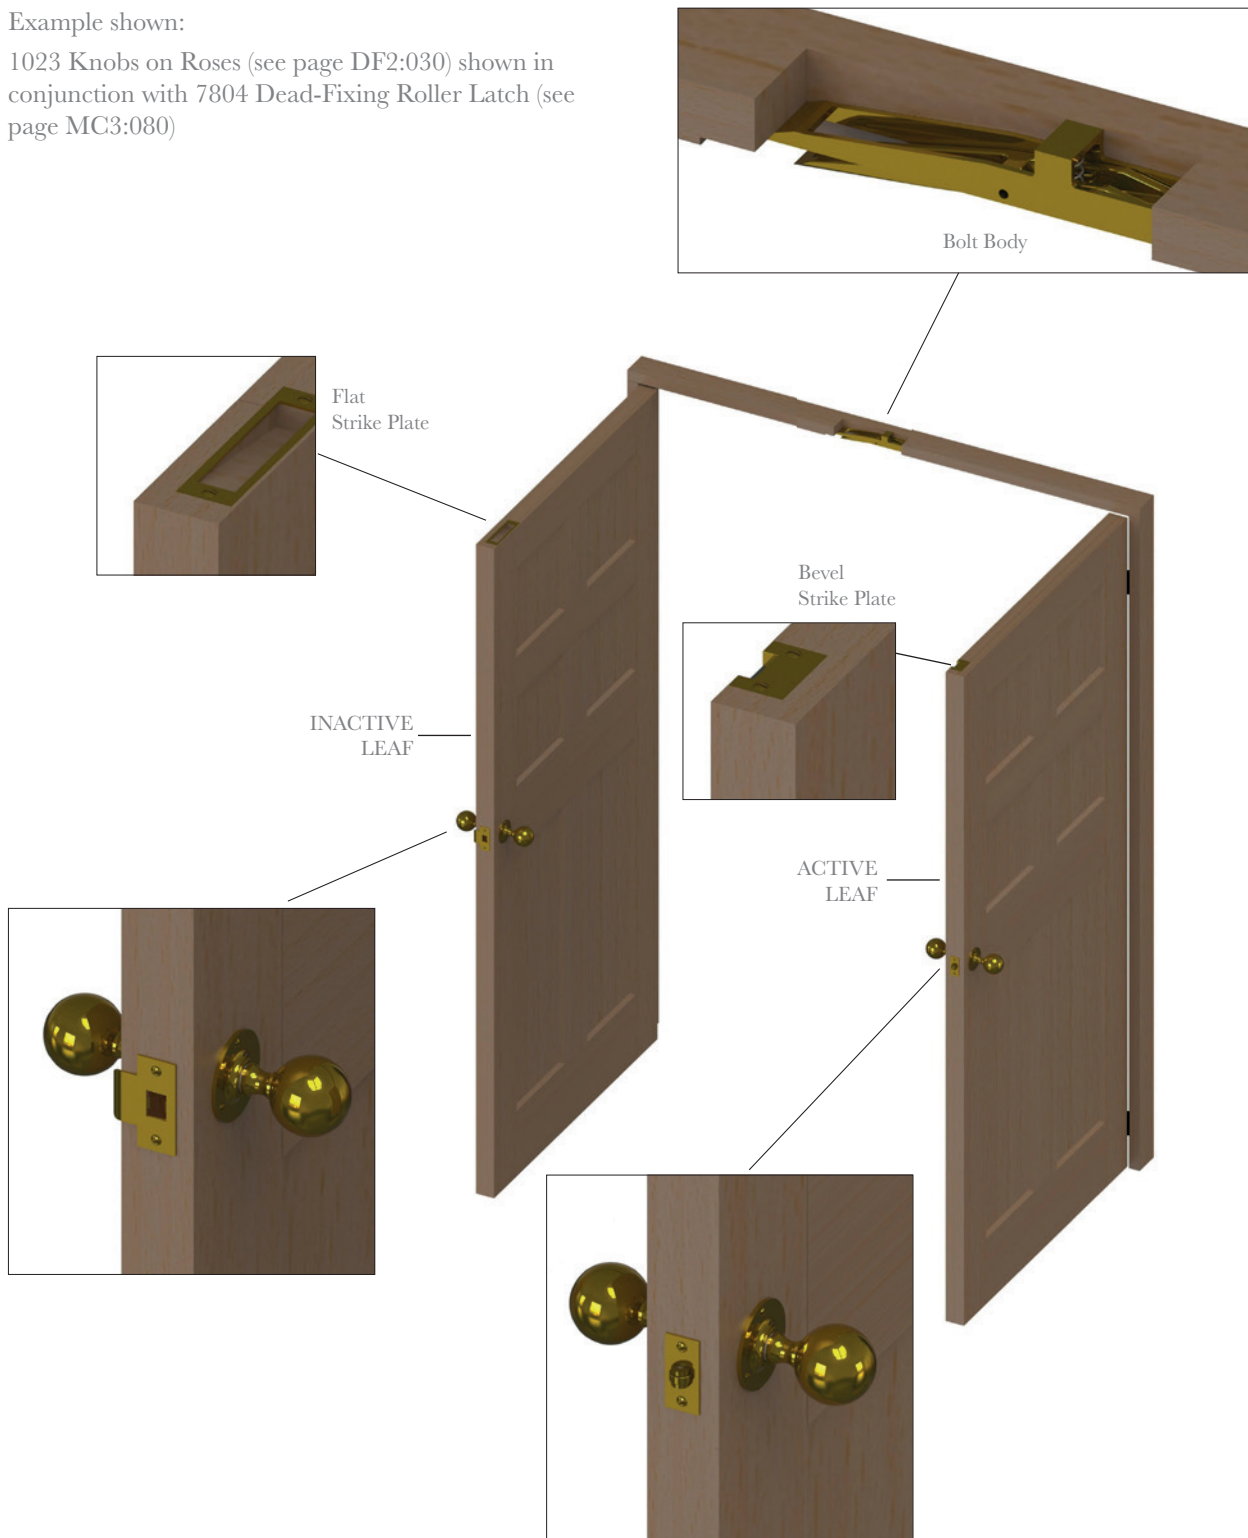 Example shown:
1023 Knobs on Roses (see page DF2:030) shown in
conjunction with 7804 Dead-Fixing Roller Latch (see
page MC3:080)
Bolt Body
Flat
Strike Plate
Bevel
Strike Plate
INACTIVE
LEAF
ACTIVE
LEAF